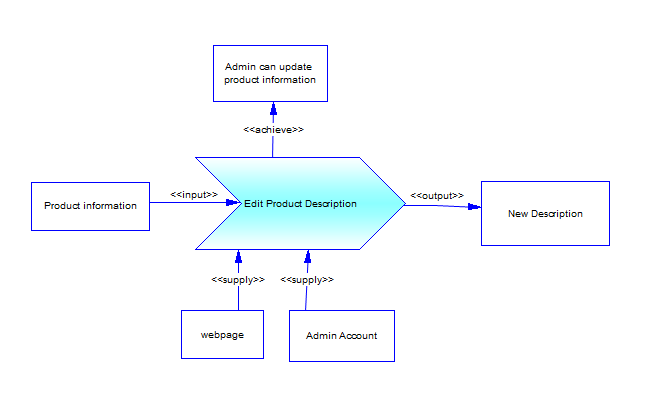 Admin can update
product information
<<achieve>>
Product information
<<input>>
Edit Product Description
<<output>>
New Description
<<supply>>
<<supply>>
webpage
Admin Account